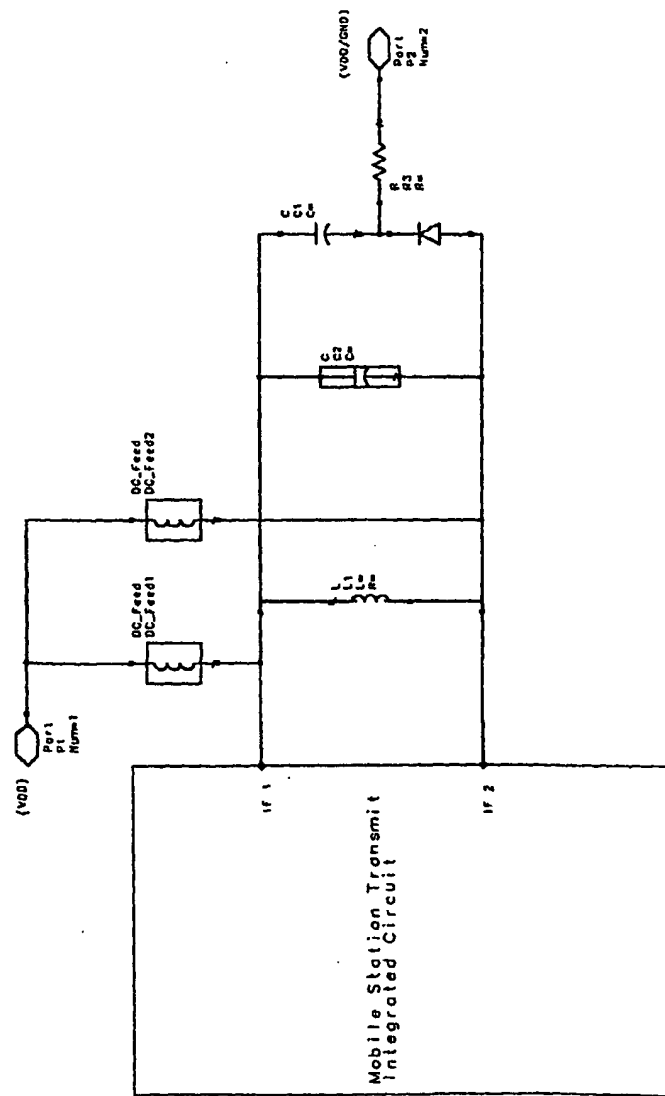 (VDD)
Port
P1
Num=1
DC_Feed
DC_Feed1
DC_Feed
DC_Feed2
(VDD/GND)
Port
P2
Num=2
C
C1
C=
R
R3
R=
C
C2
C=
L
L1
L=
R=
IF 1
IF 2
Mobile Station Transmit
Integrated Circuit